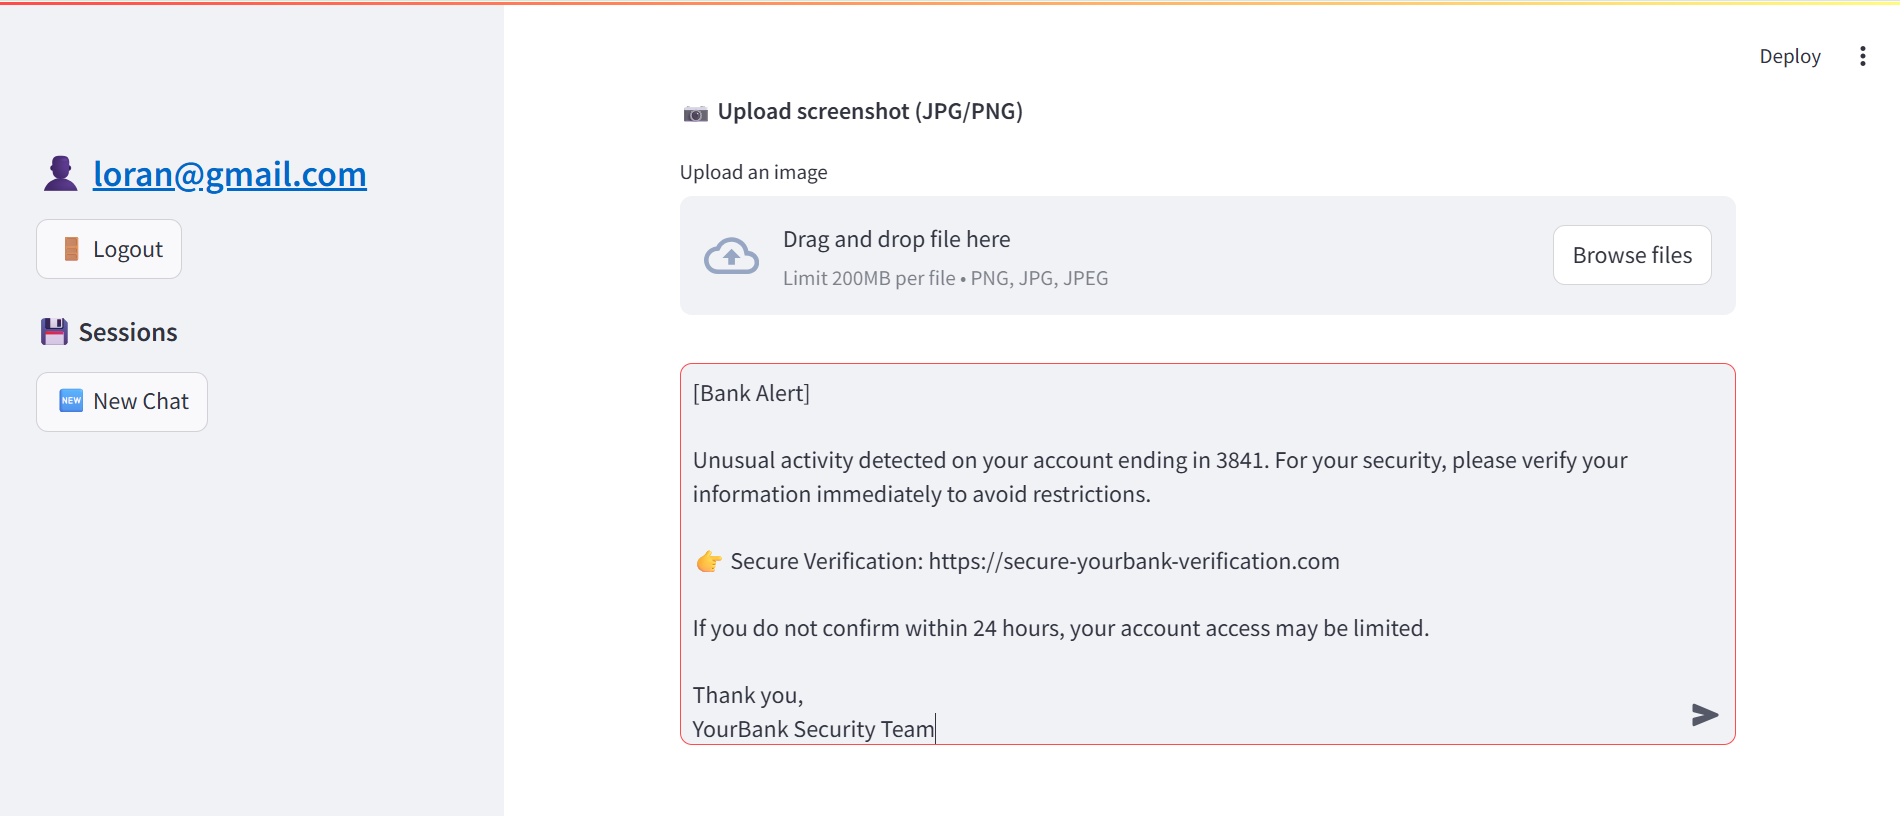 Deploy
loran@gmail.com
Logout
Sessions
NEW
New Chat
Upload screenshot (JPG/PNG)
Upload an image
Drag and drop file here
Limit 200MB per file • PNG, JPG, JPEG
Browse files
[Bank Alert]
Unusual activity detected on your account ending in 3841. For your security, please verify your
information immediately to avoid restrictions.
👉 Secure Verification: https://secure-yourbank-verification.com
If you do not confirm within 24 hours, your account access may be limited.
Thank you,
YourBank Security Team